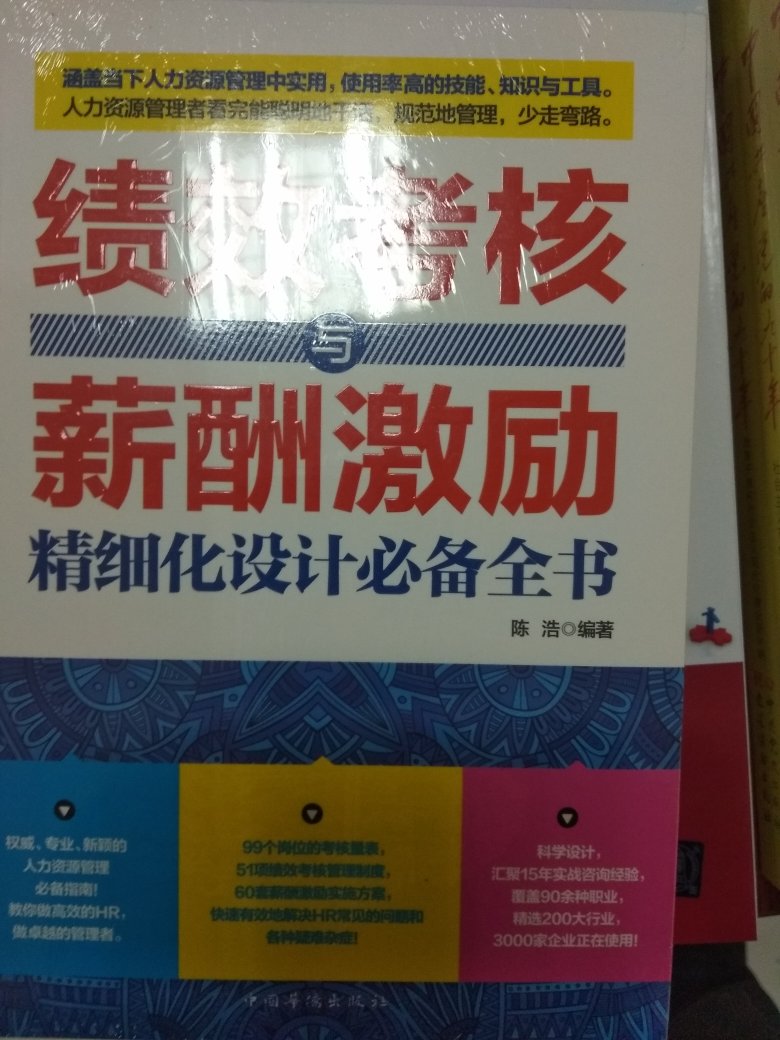 涵盖当下人力资源管理中实用，使用率高的技能、知识与工具。
人力资源管理者看完能聪明地干活，规范地管理，少走弯路。
绩效考核
与
薪酬激励
精细化设计必备全书
陈 浩◎编著
权威、专业、新颖的
人力资源管理
必备指南！
教你做高效的HR，
做卓越的管理者。
99个岗位的考核量表，
51项绩效考核管理制度，
60套薪酬激励实施方案，
快速有效地解决HR常见的问题和
各种疑难杂症！
科学设计，
汇聚15年实战咨询经验，
覆盖90余种职业，
精选200大行业，
3000家企业正在使用！
中国华侨出版社